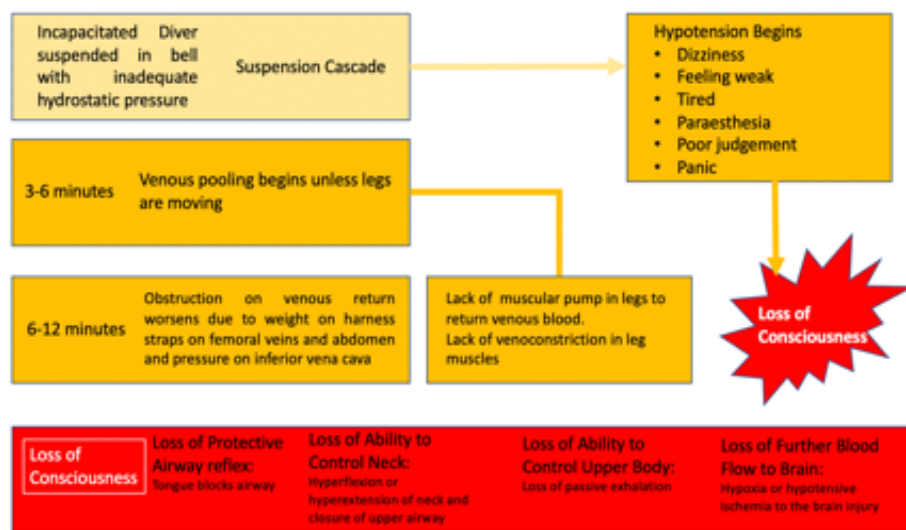 Incapacitated Diver
suspended in bell
with inadequate
hydrostatic pressure
Suspension Cascade
Hypotension Begins
• Dizziness
• Feeling weak
• Tired
• Paraesthesia
• Poor judgement
• Panic
3-6 minutes
Venous pooling begins unless legs
are moving
6-12 minutes
Obstruction on venous return
worsens due to weight on harness
straps on femoral veins and abdomen
and pressure on inferior vena cava
Lack of muscular pump in legs to
return venous blood.
Lack of venoconstriction in leg
muscles
Loss of
Consciousness
Loss of
Consciousness
Loss of Protective
Airway reflex:
Tongue blocks airway
Loss of Ability to
Control Neck:
Hyperflexion or
hyperextension of neck and
closure of upper airway
Loss of Ability to
Control Upper Body:
Loss of passive exhalation
Loss of Further Blood
Flow to Brain:
Hypoxia or hypotensive
ischemia to the brain injury